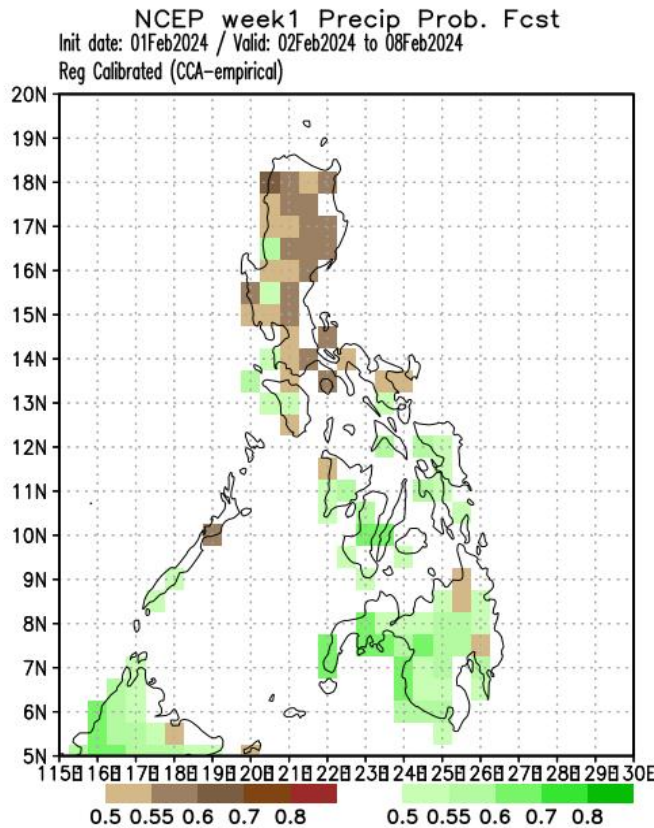 NCEP week1 Precip Prob. Fcst
Init date: 01Feb2024 / Valid: 02Feb2024 to 08Feb2024
Reg Calibrated (CCA-empirical)
20N
19N
18N
17N
16N
15N
14N
13N
12N
11N
10N
9N
8N
7N
6N
5N
115E 116E 117E 118E 119E 120E 121E 122E 123E 124E 125E 126E 127E 128E 129E 130E
0.5 0.55 0.6 0.7 0.8 0.5 0.55 0.6 0.7 0.8